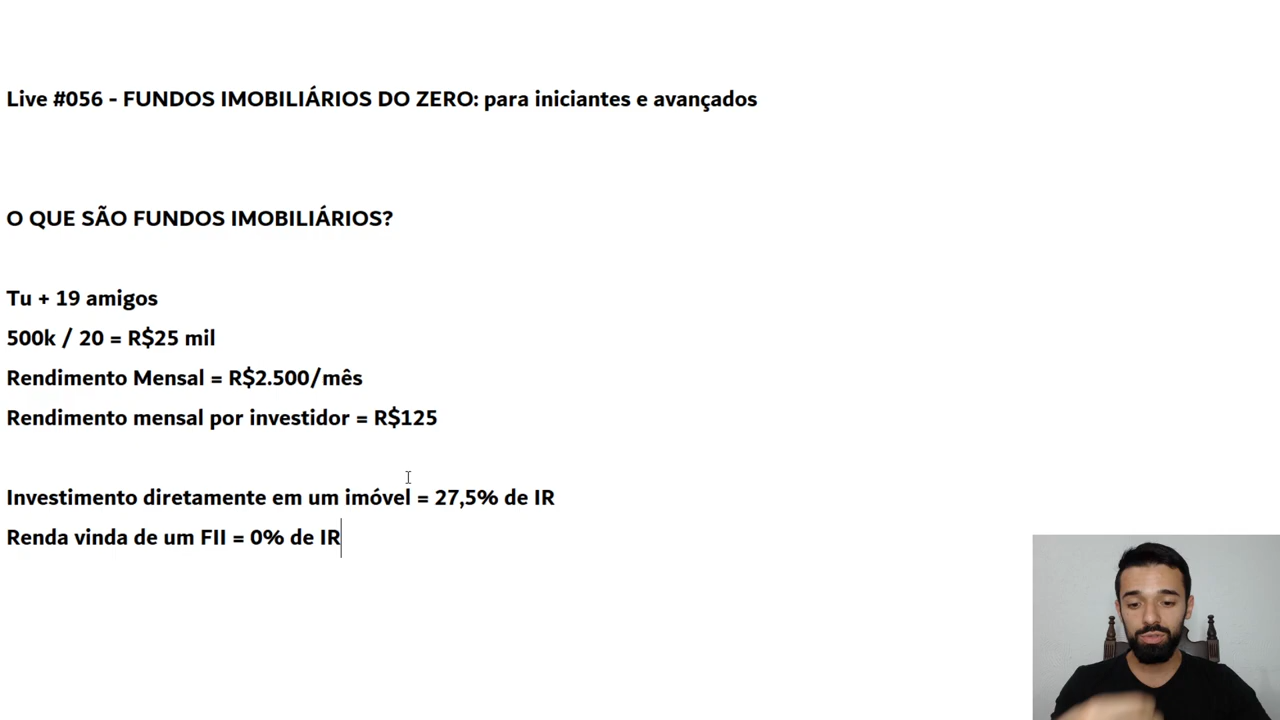 Live #056 - FUNDOS IMOBILIÁRIOS DO ZERO: para iniciantes e avançados
O QUE SÃO FUNDOS IMOBILIÁRIOS?
Tu + 19 amigos
500k / 20 = R$25 mil
Rendimento Mensal = R$2.500/mês
Rendimento mensal por investidor = R$125
Investimento diretamente em um imóvel = 27,5% de IR
Renda vinda de um FII = 0% de IR